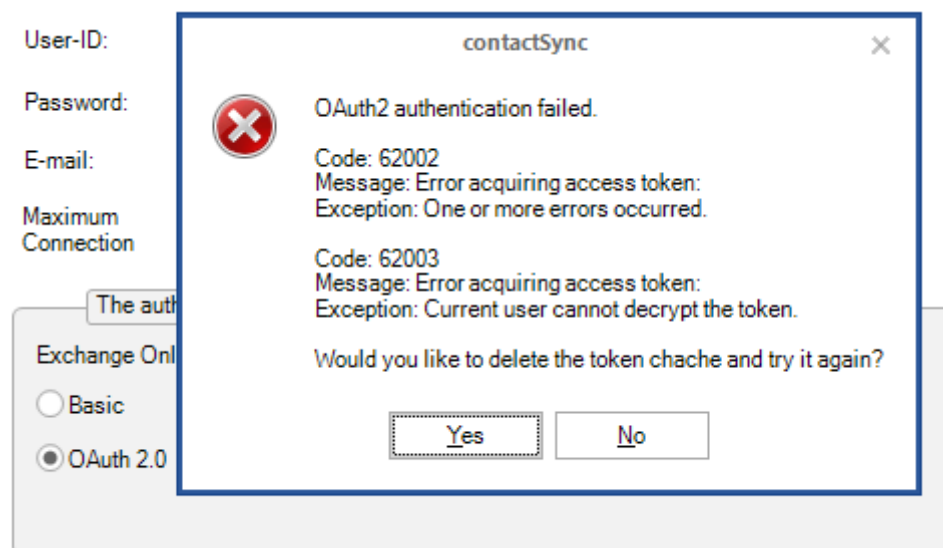 User-ID:
Password:
E-mail:
Maximum
Connection
The auth
Exchange Onl
Basic
OAuth 2.0
contactSync
OAuth2 authentication failed.
Code: 62002
Message: Error acquiring access token:
Exception: One or more errors occurred.
Code: 62003
Message: Error acquiring access token:
Exception: Current user cannot decrypt the token.
Would you like to delete the token chache and try it again?
Yes
No